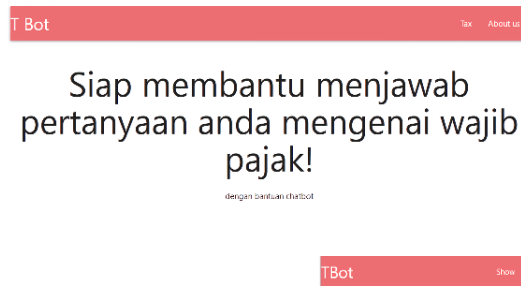 T Bot
Tax About us
Siap membantu menjawab
pertanyaan anda mengenai wajib
pajak!
dengan bantuan chatbot
TBot
Show